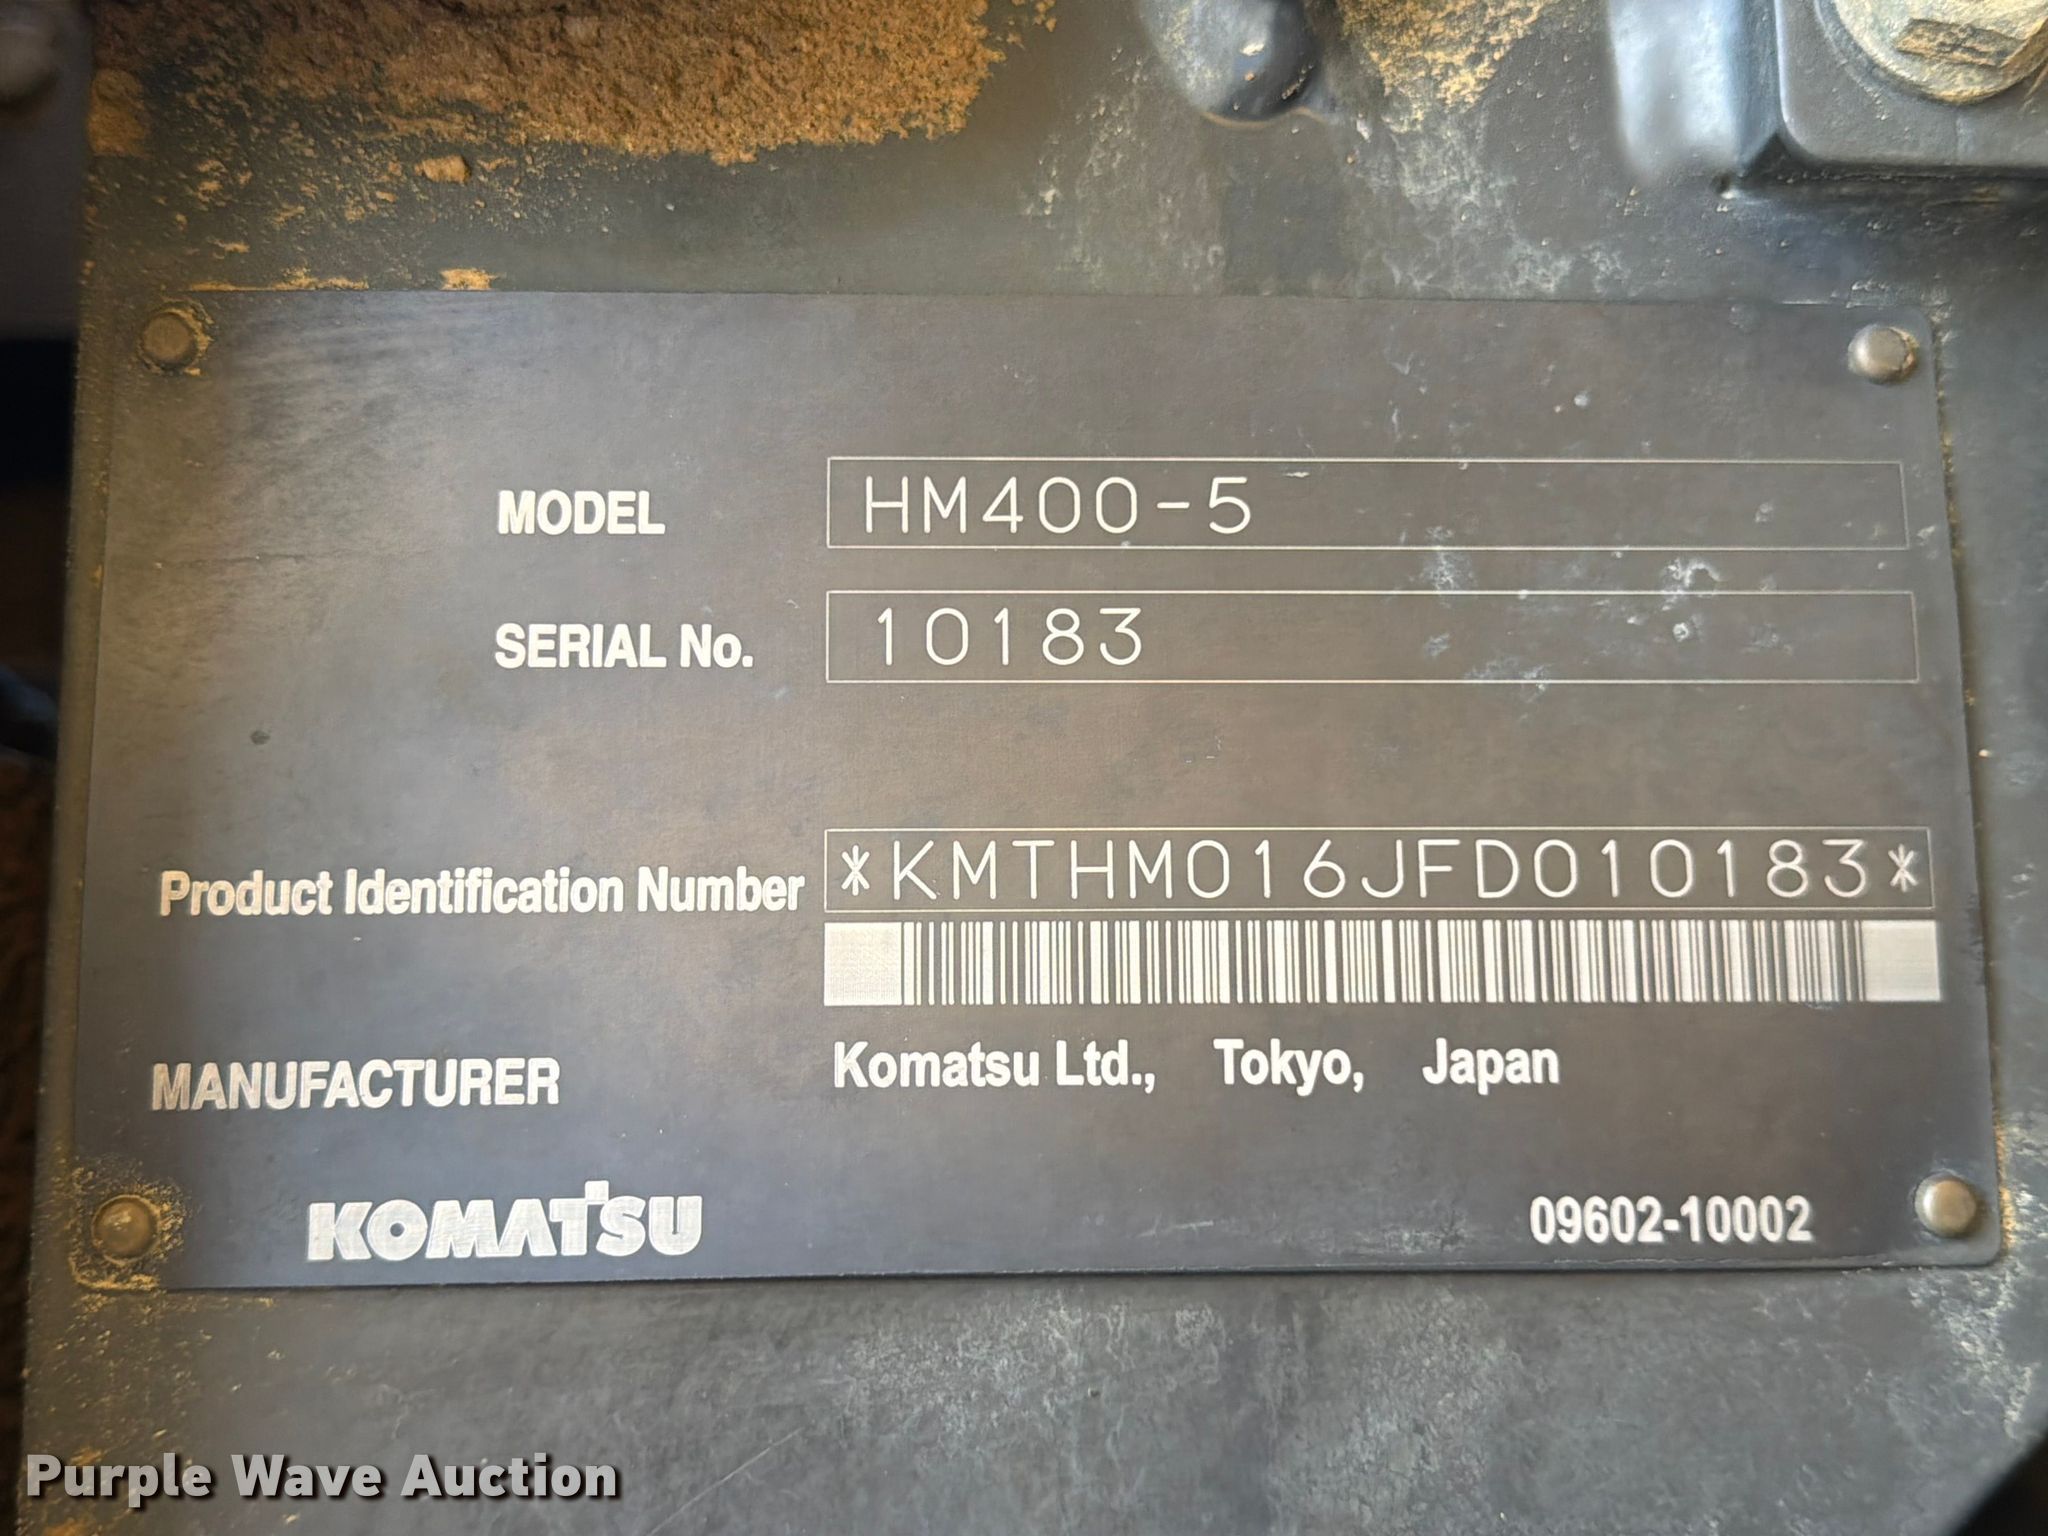 MODEL HM400-5
SERIAL No. 10183
Product Identification Number *KMTHM016JFD010183*
MANUFACTURER Komatsu Ltd., Tokyo, Japan
KOMATSU 09602-10002
Purple Wave Auction